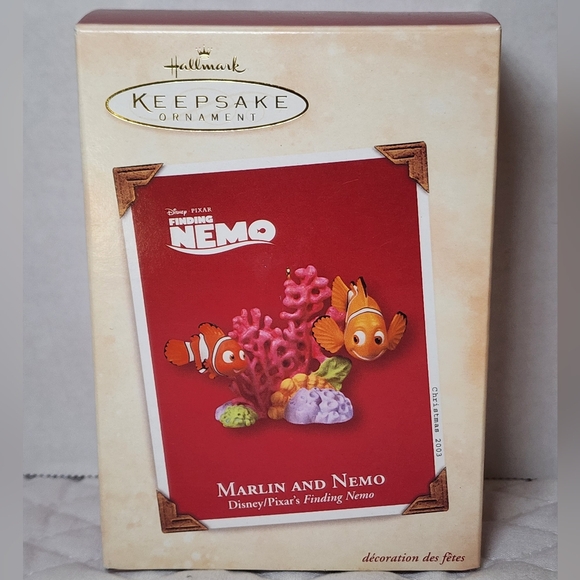 Hallmark
KEEPSAKE
ORNAMENT
Disney • PIXAR
FINDING
NEMO
Christmas 2003
MARLIN AND NEMO
Disney/Pixar's Finding Nemo
décoration des fêtes